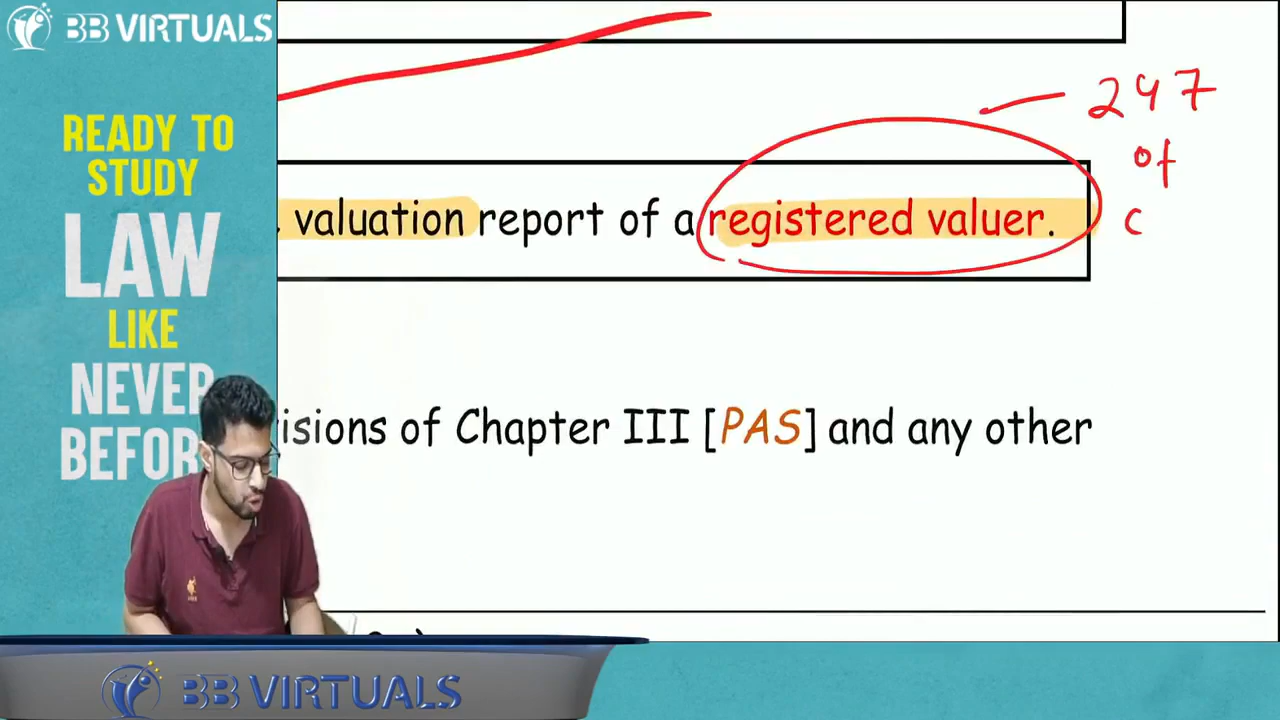 BB VIRTUALS
READY TO
STUDY
LAW
LIKE
NEVER
BEFOR
247
of
C
valuation report of a registered valuer.
isions of Chapter III [PAS] and any other
BB VIRTUALS